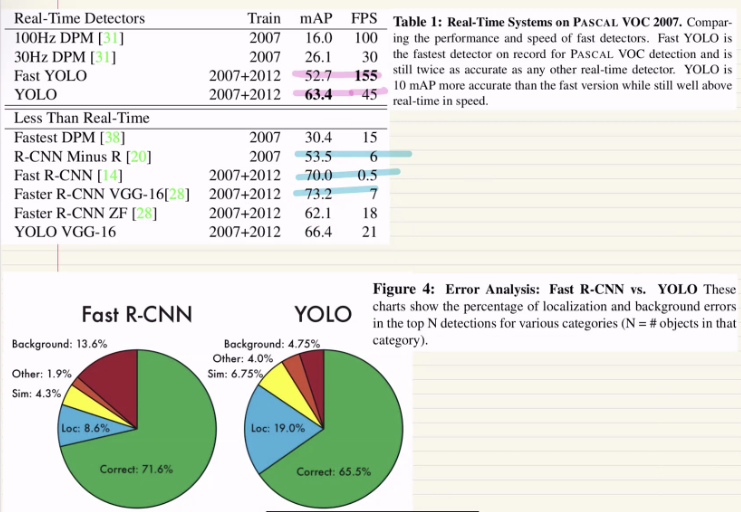 Real-Time Detectors Train mAP FPS
100Hz DPM [31] 2007 16.0 100
30Hz DPM [31] 2007 26.1 30
Fast YOLO 2007+2012 52.7 155
YOLO 2007+2012 63.4 45
Less Than Real-Time
Fastest DPM [38] 2007 30.4 15
R-CNN Minus R [20] 2007 53.5 6
Fast R-CNN [14] 2007+2012 70.0 0.5
Faster R-CNN VGG-16[28] 2007+2012 73.2 7
Faster R-CNN ZF [28] 2007+2012 62.1 18
YOLO VGG-16 2007+2012 66.4 21
Table 1: Real-Time Systems on PASCAL VOC 2007. Compar-
ing the performance and speed of fast detectors. Fast YOLO is
the fastest detector on record for PASCAL VOC detection and is
still twice as accurate as any other real-time detector. YOLO is
10 mAP more accurate than the fast version while still well above
real-time in speed.
Figure 4: Error Analysis: Fast R-CNN vs. YOLO These
charts show the percentage of localization and background errors
in the top N detections for various categories (N = # objects in that
category).
Fast R-CNN
Background: 13.6%
Other: 1.9%
Sim: 4.3%
Loc: 8.6%
Correct: 71.6%
YOLO
Background: 4.75%
Other: 4.0%
Sim: 6.75%
Loc: 19.0%
Correct: 65.5%